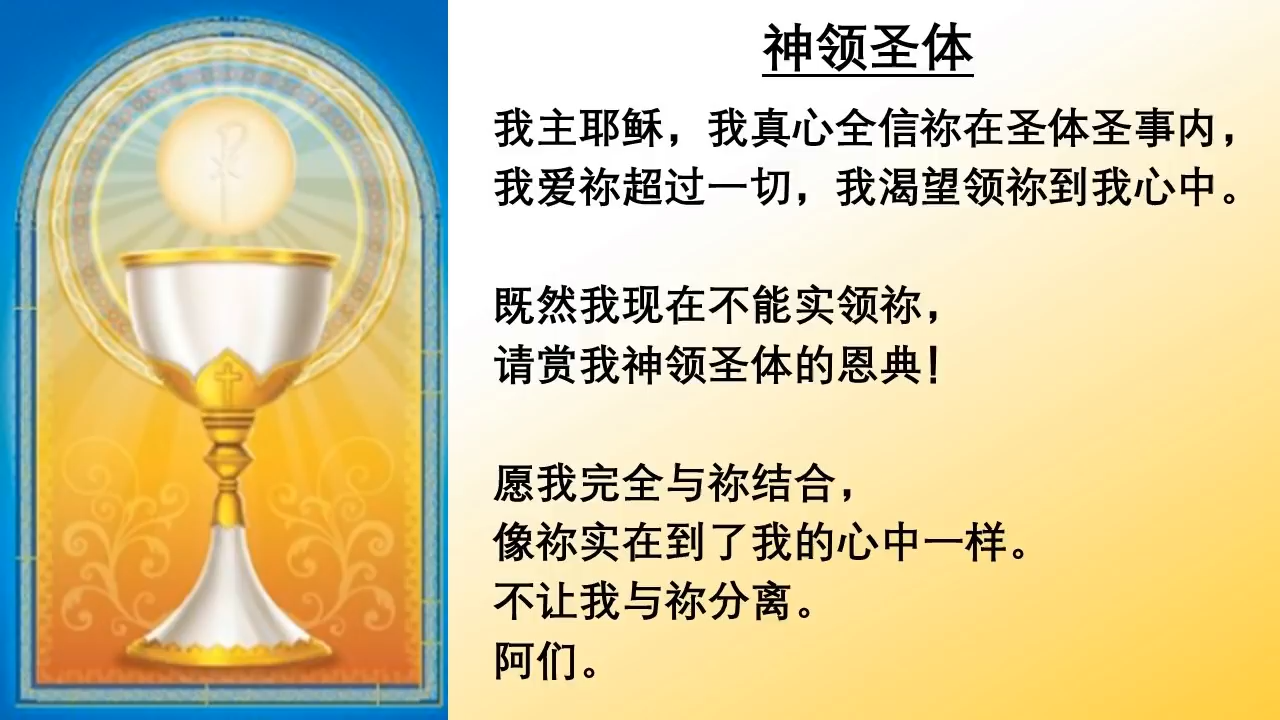 神领圣体
我主耶稣，我真心全信祢在圣体圣事内，
我爱祢超过一切，我渴望领祢到我心中。
既然我现在不能实领祢，
请赏我神领圣体的恩典！
愿我完全与祢结合，
像祢实在到了我的心中一样。
不让我与祢分离。
阿们。